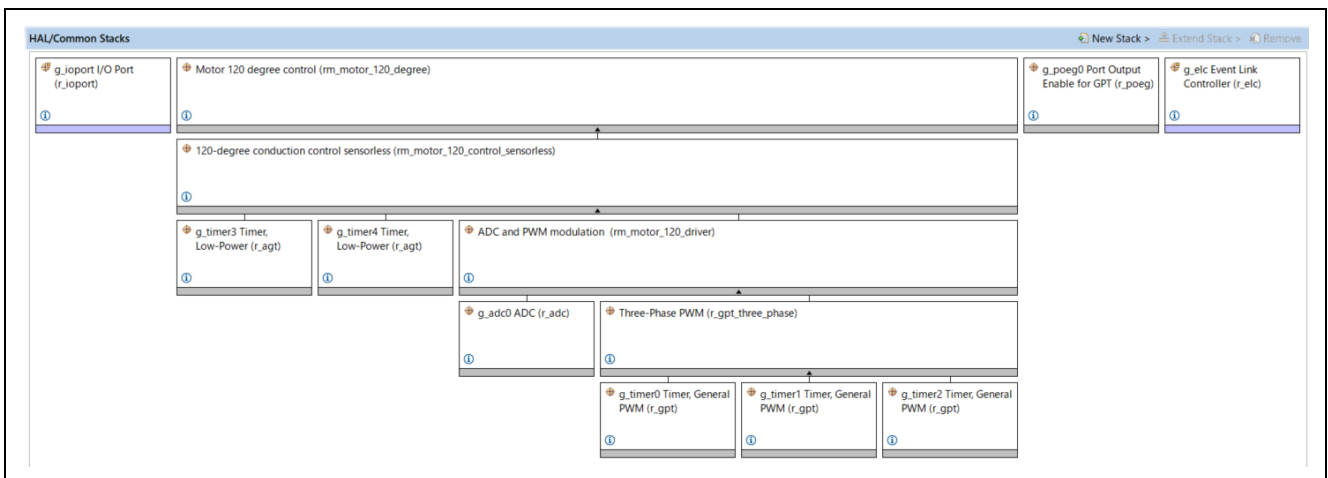 HAL/Common Stacks
New Stack > Extend Stack > Remove
g_ioport I/O Port
(r_ioport)
Motor 120 degree control (rm_motor_120_degree)
g_poeg0 Port Output
Enable for GPT (r_poeg)
g_elc Event Link
Controller (r_elc)
120-degree conduction control sensorless (rm_motor_120_control_sensorless)
g_timer3 Timer,
Low-Power (r_agt)
g_timer4 Timer,
Low-Power (r_agt)
ADC and PWM modulation (rm_motor_120_driver)
g_adc0 ADC (r_adc)
Three-Phase PWM (r_gpt_three_phase)
g_timer0 Timer, General
PWM (r_gpt)
g_timer1 Timer, General
PWM (r_gpt)
g_timer2 Timer, General
PWM (r_gpt)